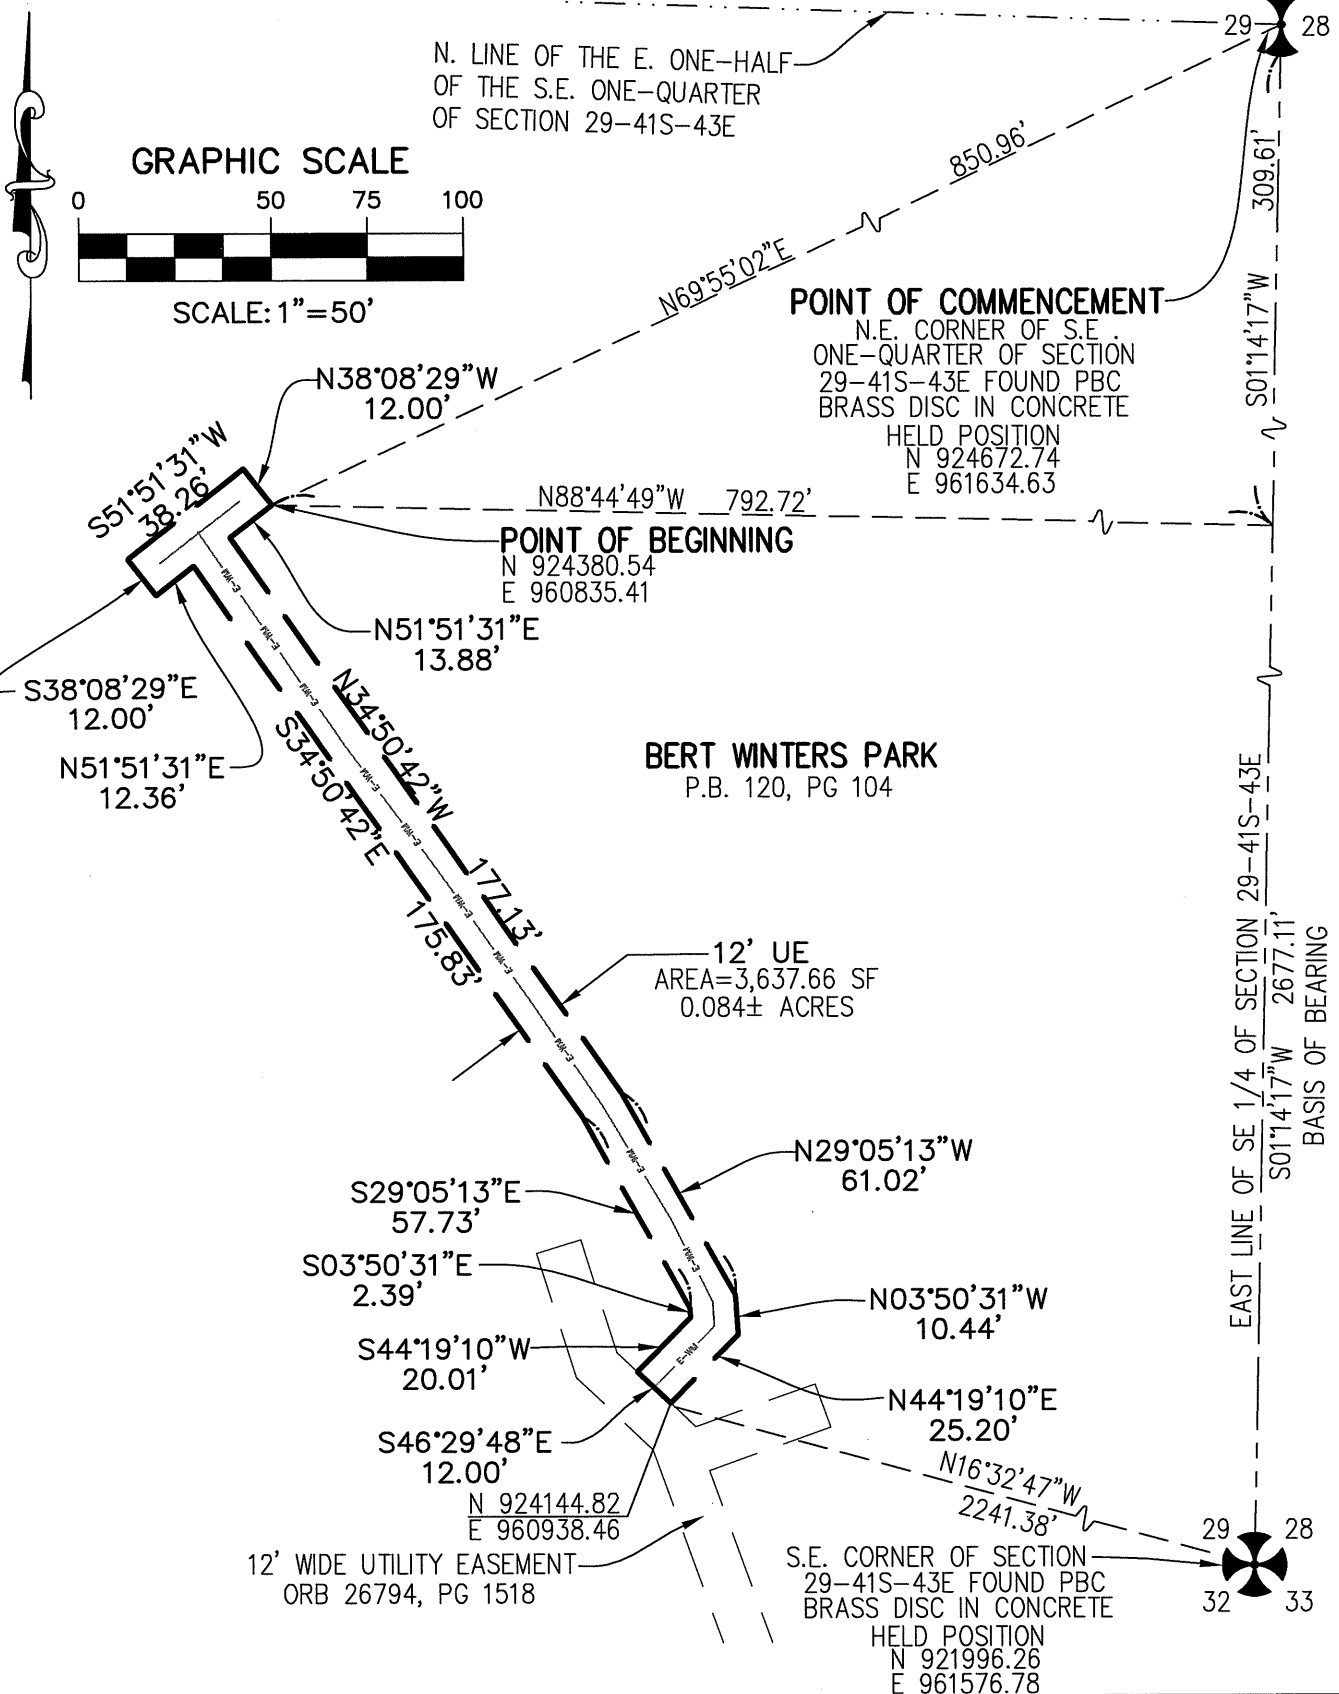 29 28
N. LINE OF THE E. ONE-HALF
OF THE S.E. ONE-QUARTER
OF SECTION 29-41S-43E
GRAPHIC SCALE
0 50 75 100
SCALE: 1"=50'
850.96'
N69°55'02"E
309.61'
S01°14'17"W
POINT OF COMMENCEMENT
N.E. CORNER OF S.E.
ONE-QUARTER OF SECTION
29-41S-43E FOUND PBC
BRASS DISC IN CONCRETE
HELD POSITION
N 924672.74
E 961634.63
N38°08'29"W
12.00'
S51°51'31"W
38.26'
N88°44'49"W 792.72'
POINT OF BEGINNING
N 924380.54
E 960835.41
N51°51'31"E
13.88'
S38°08'29"E
12.00'
N51°51'31"E
12.36'
N34°50'42"W
177.13'
S34°50'42"E
175.83'
BERT WINTERS PARK
P.B. 120, PG 104
12' UE
AREA=3,637.66 SF
0.084± ACRES
EAST LINE OF SE 1/4 OF SECTION 29-41S-43E
S01°14'17"W 2677.11'
BASIS OF BEARING
N29°05'13"W
61.02'
S29°05'13"E
57.73'
S03°50'31"E
2.39'
N03°50'31"W
10.44'
S44°19'10"W
20.01'
N44°19'10"E
25.20'
S46°29'48"E
12.00'
N 924144.82
E 960938.46
N16°32'47"W
2241.38'
12' WIDE UTILITY EASEMENT
ORB 26794, PG 1518
29 28
32 33
S.E. CORNER OF SECTION
29-41S-43E FOUND PBC
BRASS DISC IN CONCRETE
HELD POSITION
N 921996.26
E 961576.78